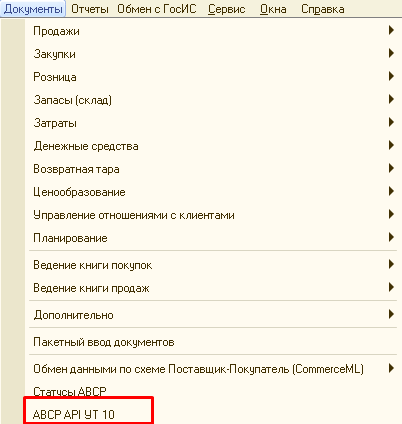 Документы Отчеты Обмен с ГосИС Сервис Окна Справка
Продажи
Закупки
Розница
Запасы (склад)
Затраты
Денежные средства
Возвратная тара
Ценообразование
Управление отношениями с клиентами
Планирование
Ведение книги покупок
Ведение книги продаж
Дополнительно
Пакетный ввод документов
Обмен данными по схеме Поставщик-Покупатель (CommerceML)
Статусы ABCP
ABCP API УТ 10